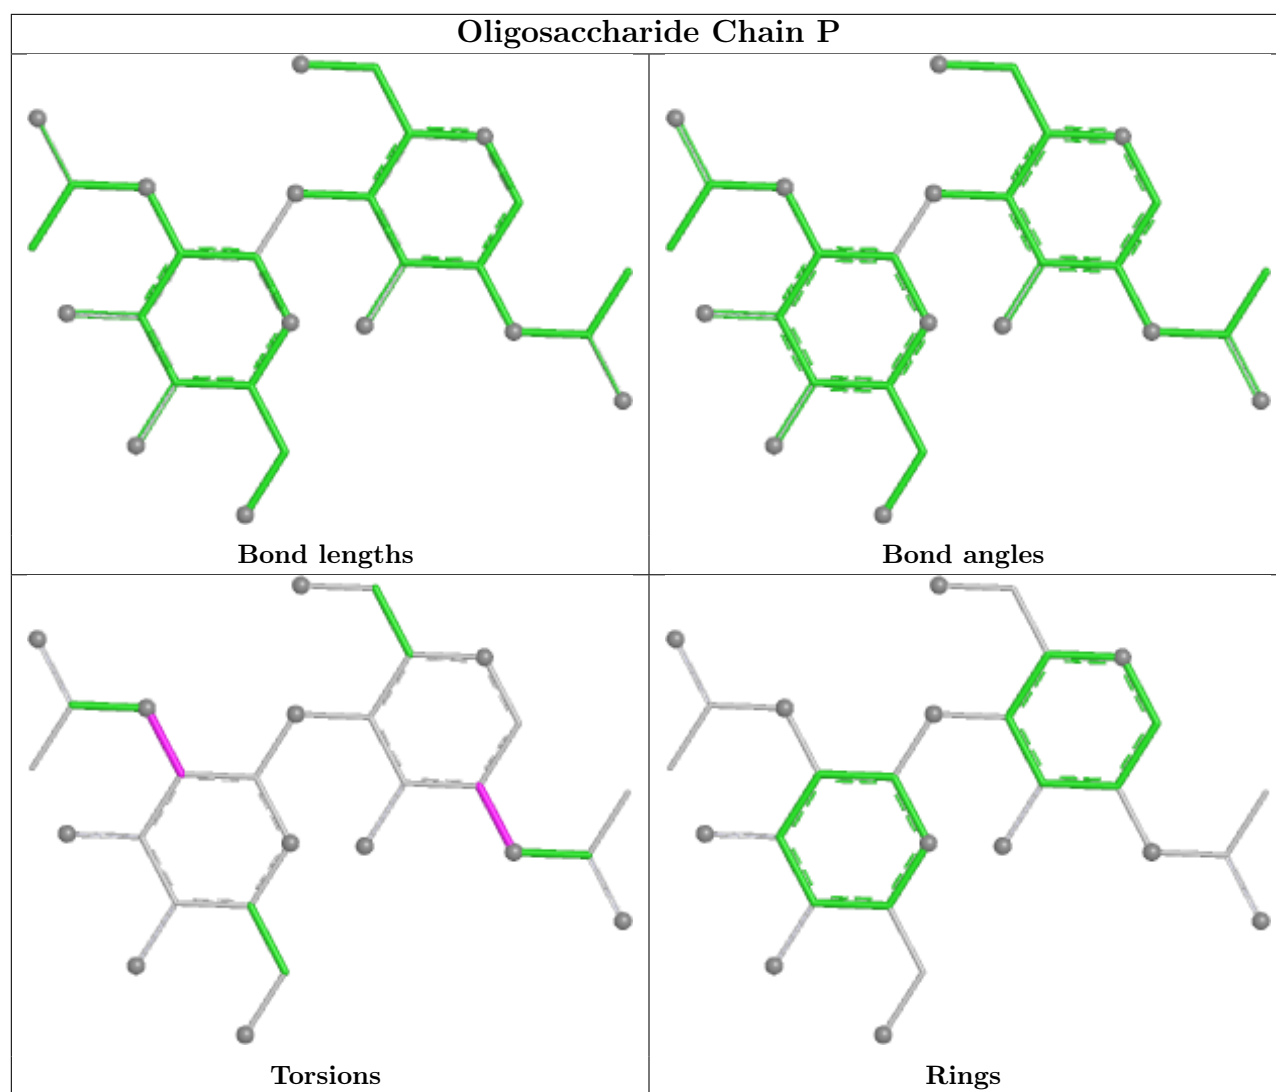 Oligosaccharide Chain P
Bond lengths
Bond angles
Torsions
Rings